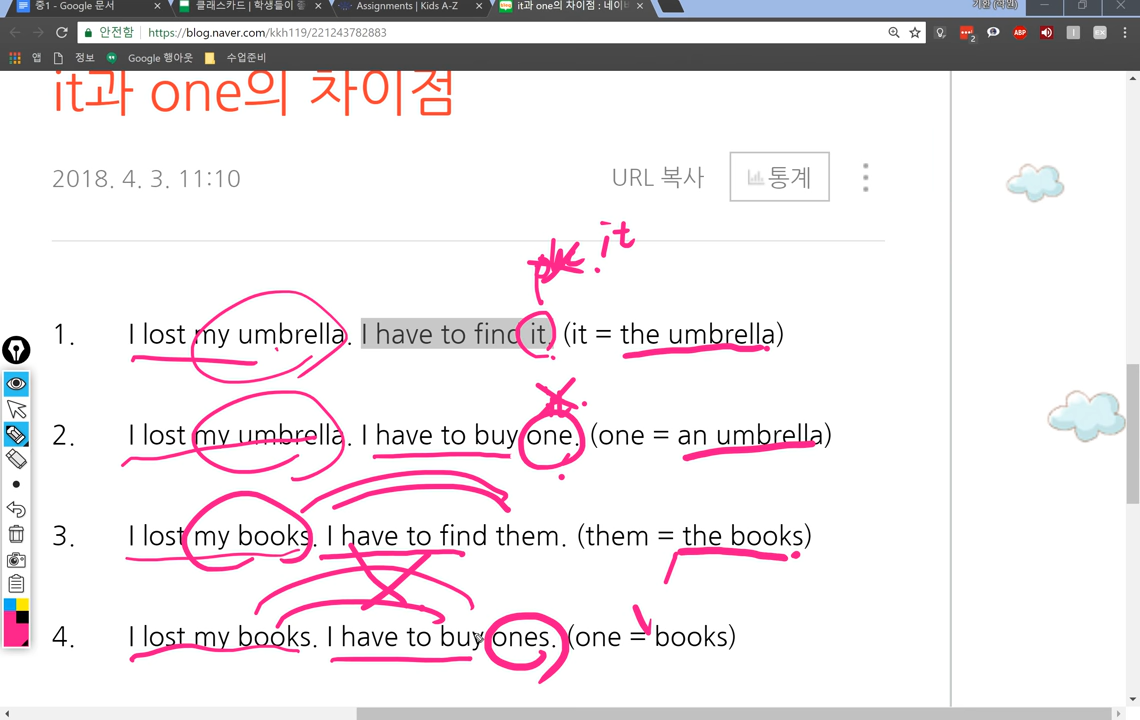 중1 - Google 문서
클래스카드 | 학생들이 좋
Assignments | Kids A-Z
it과 one의 차이점 : 네이버
안전함 https://blog.naver.com/kkh119/221243782883
앱 정보 Google 행아웃 수업준비
it과 one의 차이점
2018. 4. 3. 11:10 URL 복사 통계
it
1. I lost my umbrella. I have to find it. (it = the umbrella)
2. I lost my umbrella. I have to buy one. (one = an umbrella)
3. I lost my books. I have to find them. (them = the books)
4. I lost my books. I have to buy ones. (one = books)